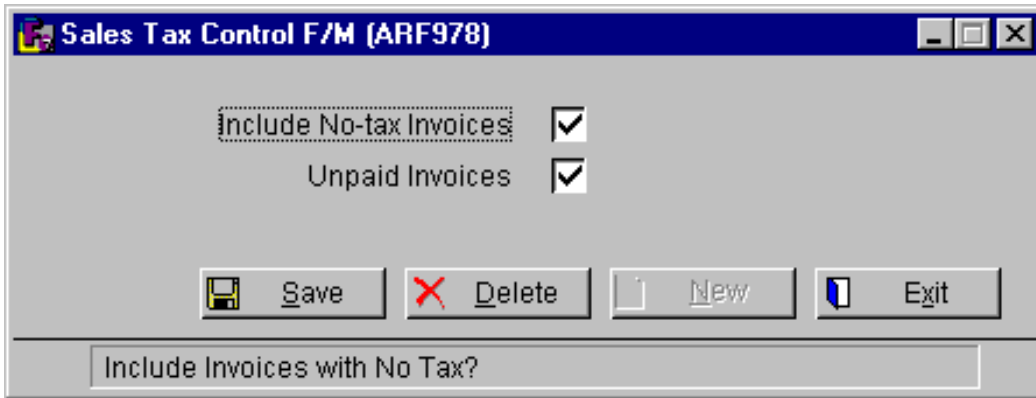 Sales Tax Control F/M (ARF978)
Include No-tax Invoices
Unpaid Invoices
Save Delete New Exit
Include Invoices with No Tax?